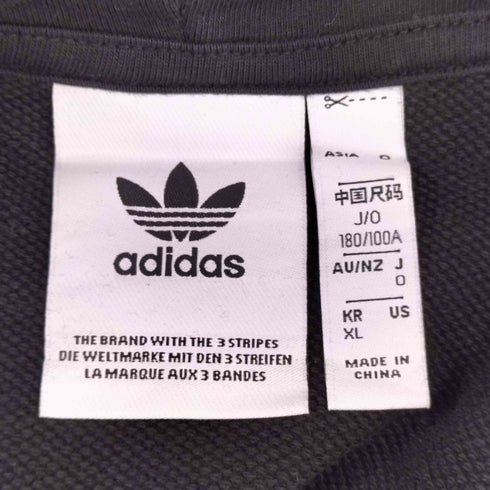 adidas
THE BRAND WITH THE 3 STRIPES
DIE WELTMARKE MIT DEN 3 STREIFEN
LA MARQUE AUX 3 BANDES
ASIA O
中国尺码
J/O
180/100A
AU/NZ J
O
KR US
XL
MADE IN
CHINA